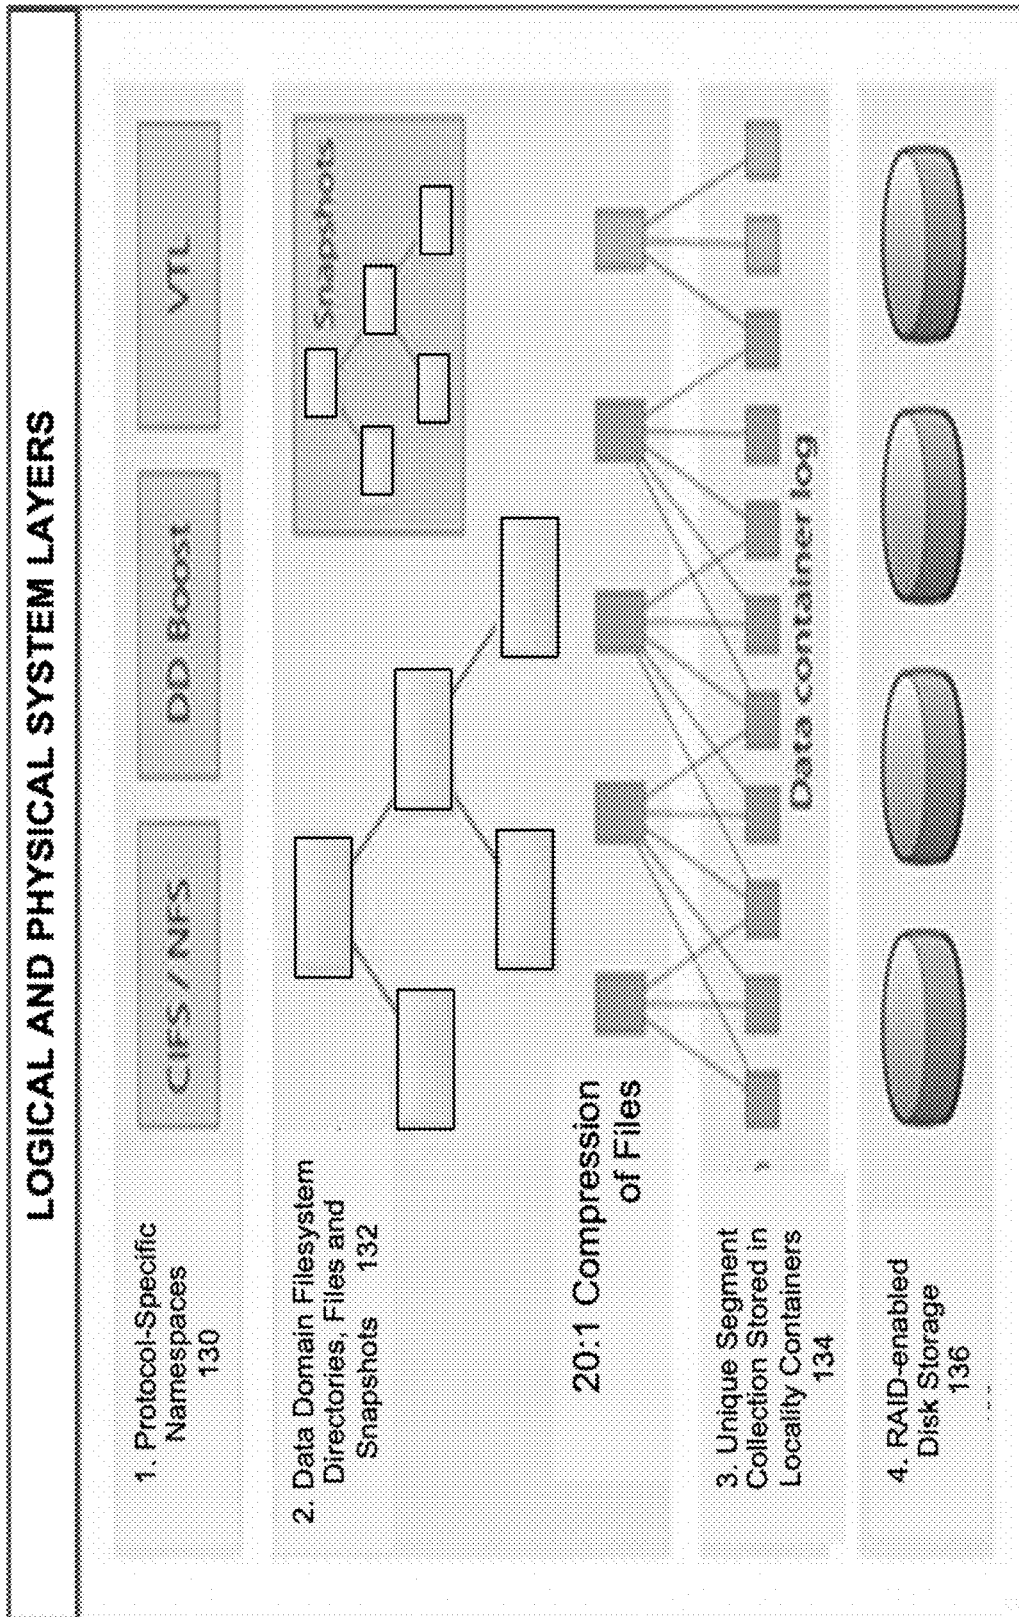 LOGICAL AND PHYSICAL SYSTEM LAYERS
1. Protocol-Specific
Namespaces
130
CIFS / NFS
DD Boost
VTL
2. Data Domain Filesystem
Directories, Files and
Snapshots 132
Snapshots
20:1 Compression
of Files
3. Unique Segment
Collection Stored in
Locality Containers
134
Data container log
4. RAID-enabled
Disk Storage
136